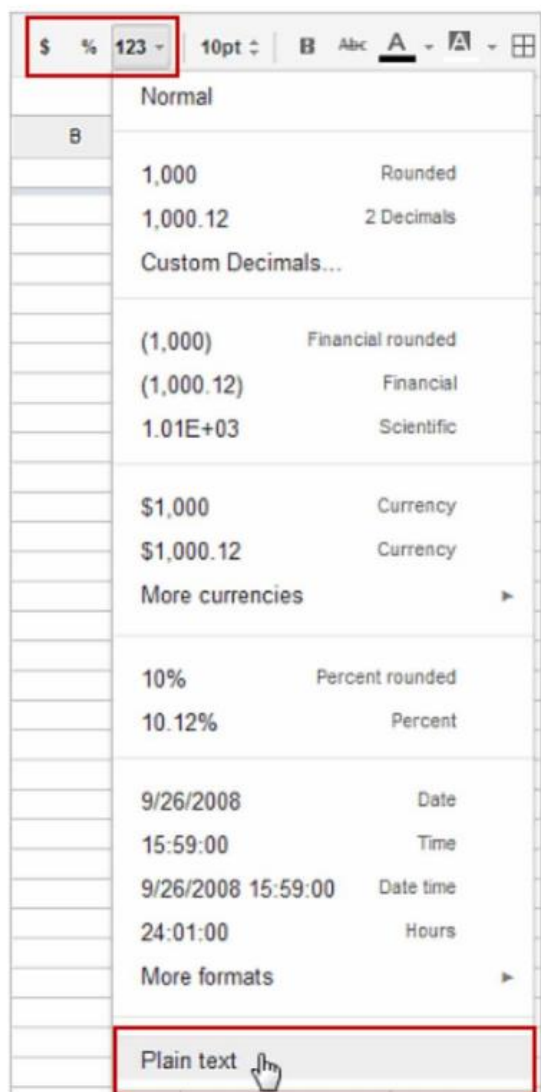 $ % 123 10pt B Abc A A
Normal
B
1,000 Rounded
1,000.12 2 Decimals
Custom Decimals...
(1,000) Financial rounded
(1,000.12) Financial
1.01E+03 Scientific
$1,000 Currency
$1,000.12 Currency
More currencies
10% Percent rounded
10.12% Percent
9/26/2008 Date
15:59:00 Time
9/26/2008 15:59:00 Date time
24:01:00 Hours
More formats
Plain text